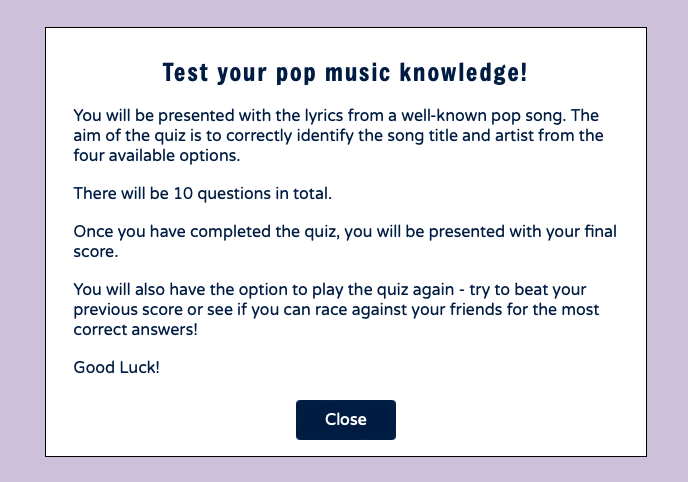 Test your pop music knowledge!
You will be presented with the lyrics from a well-known pop song. The
aim of the quiz is to correctly identify the song title and artist from the
four available options.
There will be 10 questions in total.
Once you have completed the quiz, you will be presented with your final
score.
You will also have the option to play the quiz again - try to beat your
previous score or see if you can race against your friends for the most
correct answers!
Good Luck!
Close